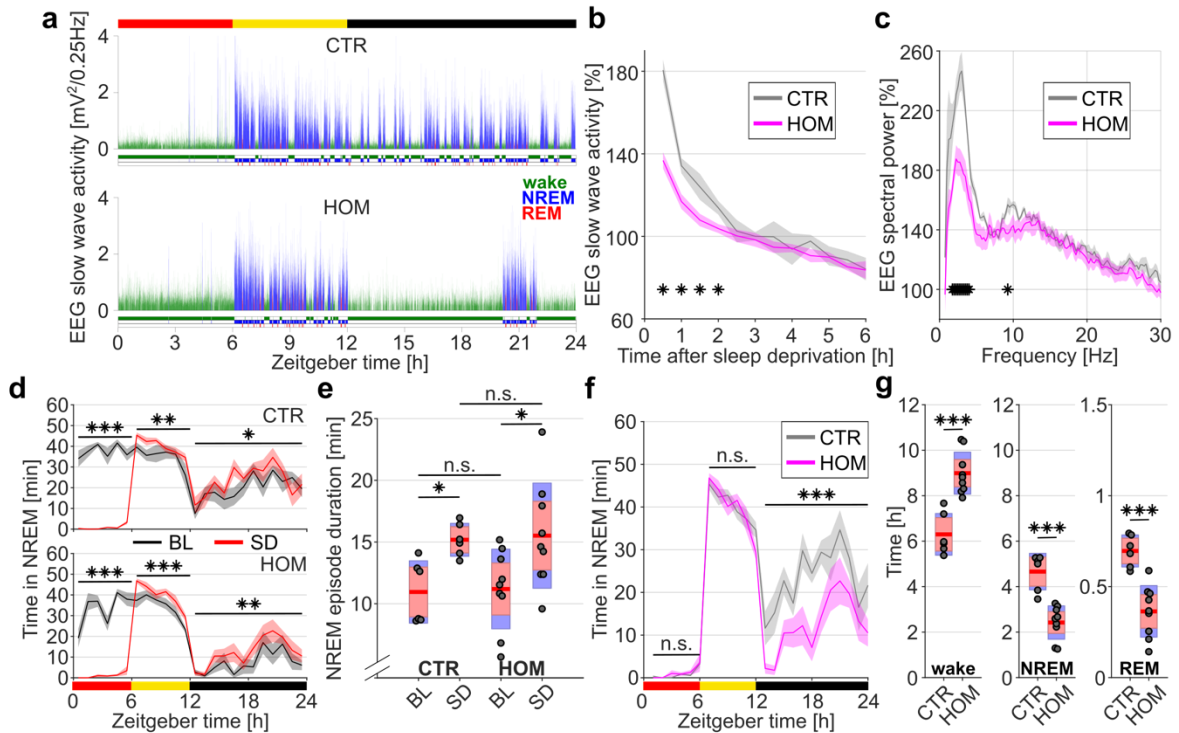 a
CTR
4
2
0
HOM
wake
NREM
REM
4
2
0
EEG slow wave activity [mV²/0.25Hz]
0 3 6 9 12 15 18 21 24
Zeitgeber time [h]
b
CTR
HOM
180
140
100
60
EEG slow wave activity [%]
0 1 2 3 4 5 6
Time after sleep deprivation [h]
c
CTR
HOM
260
220
180
140
100
EEG spectral power [%]
0 10 20 30
Frequency [Hz]
d
CTR
60
50
40
30
20
10
0
BL SD
HOM
60
50
40
30
20
10
0
Time in NREM [min]
0 6 12 18 24
Zeitgeber time [h]
e
n.s.
n.s.
25
20
15
10
NREM episode duration [min]
CTR HOM
BL SD BL SD
f
CTR
HOM
n.s.
n.s.
60
50
40
30
20
10
0
Time in NREM [min]
0 6 12 18 24
Zeitgeber time [h]
g
12
10
8
6
4
2
0
Time [h]
wake
CTR HOM
12
10
8
6
4
2
0
NREM
CTR HOM
1.5
1
0.5
0
REM
CTR HOM